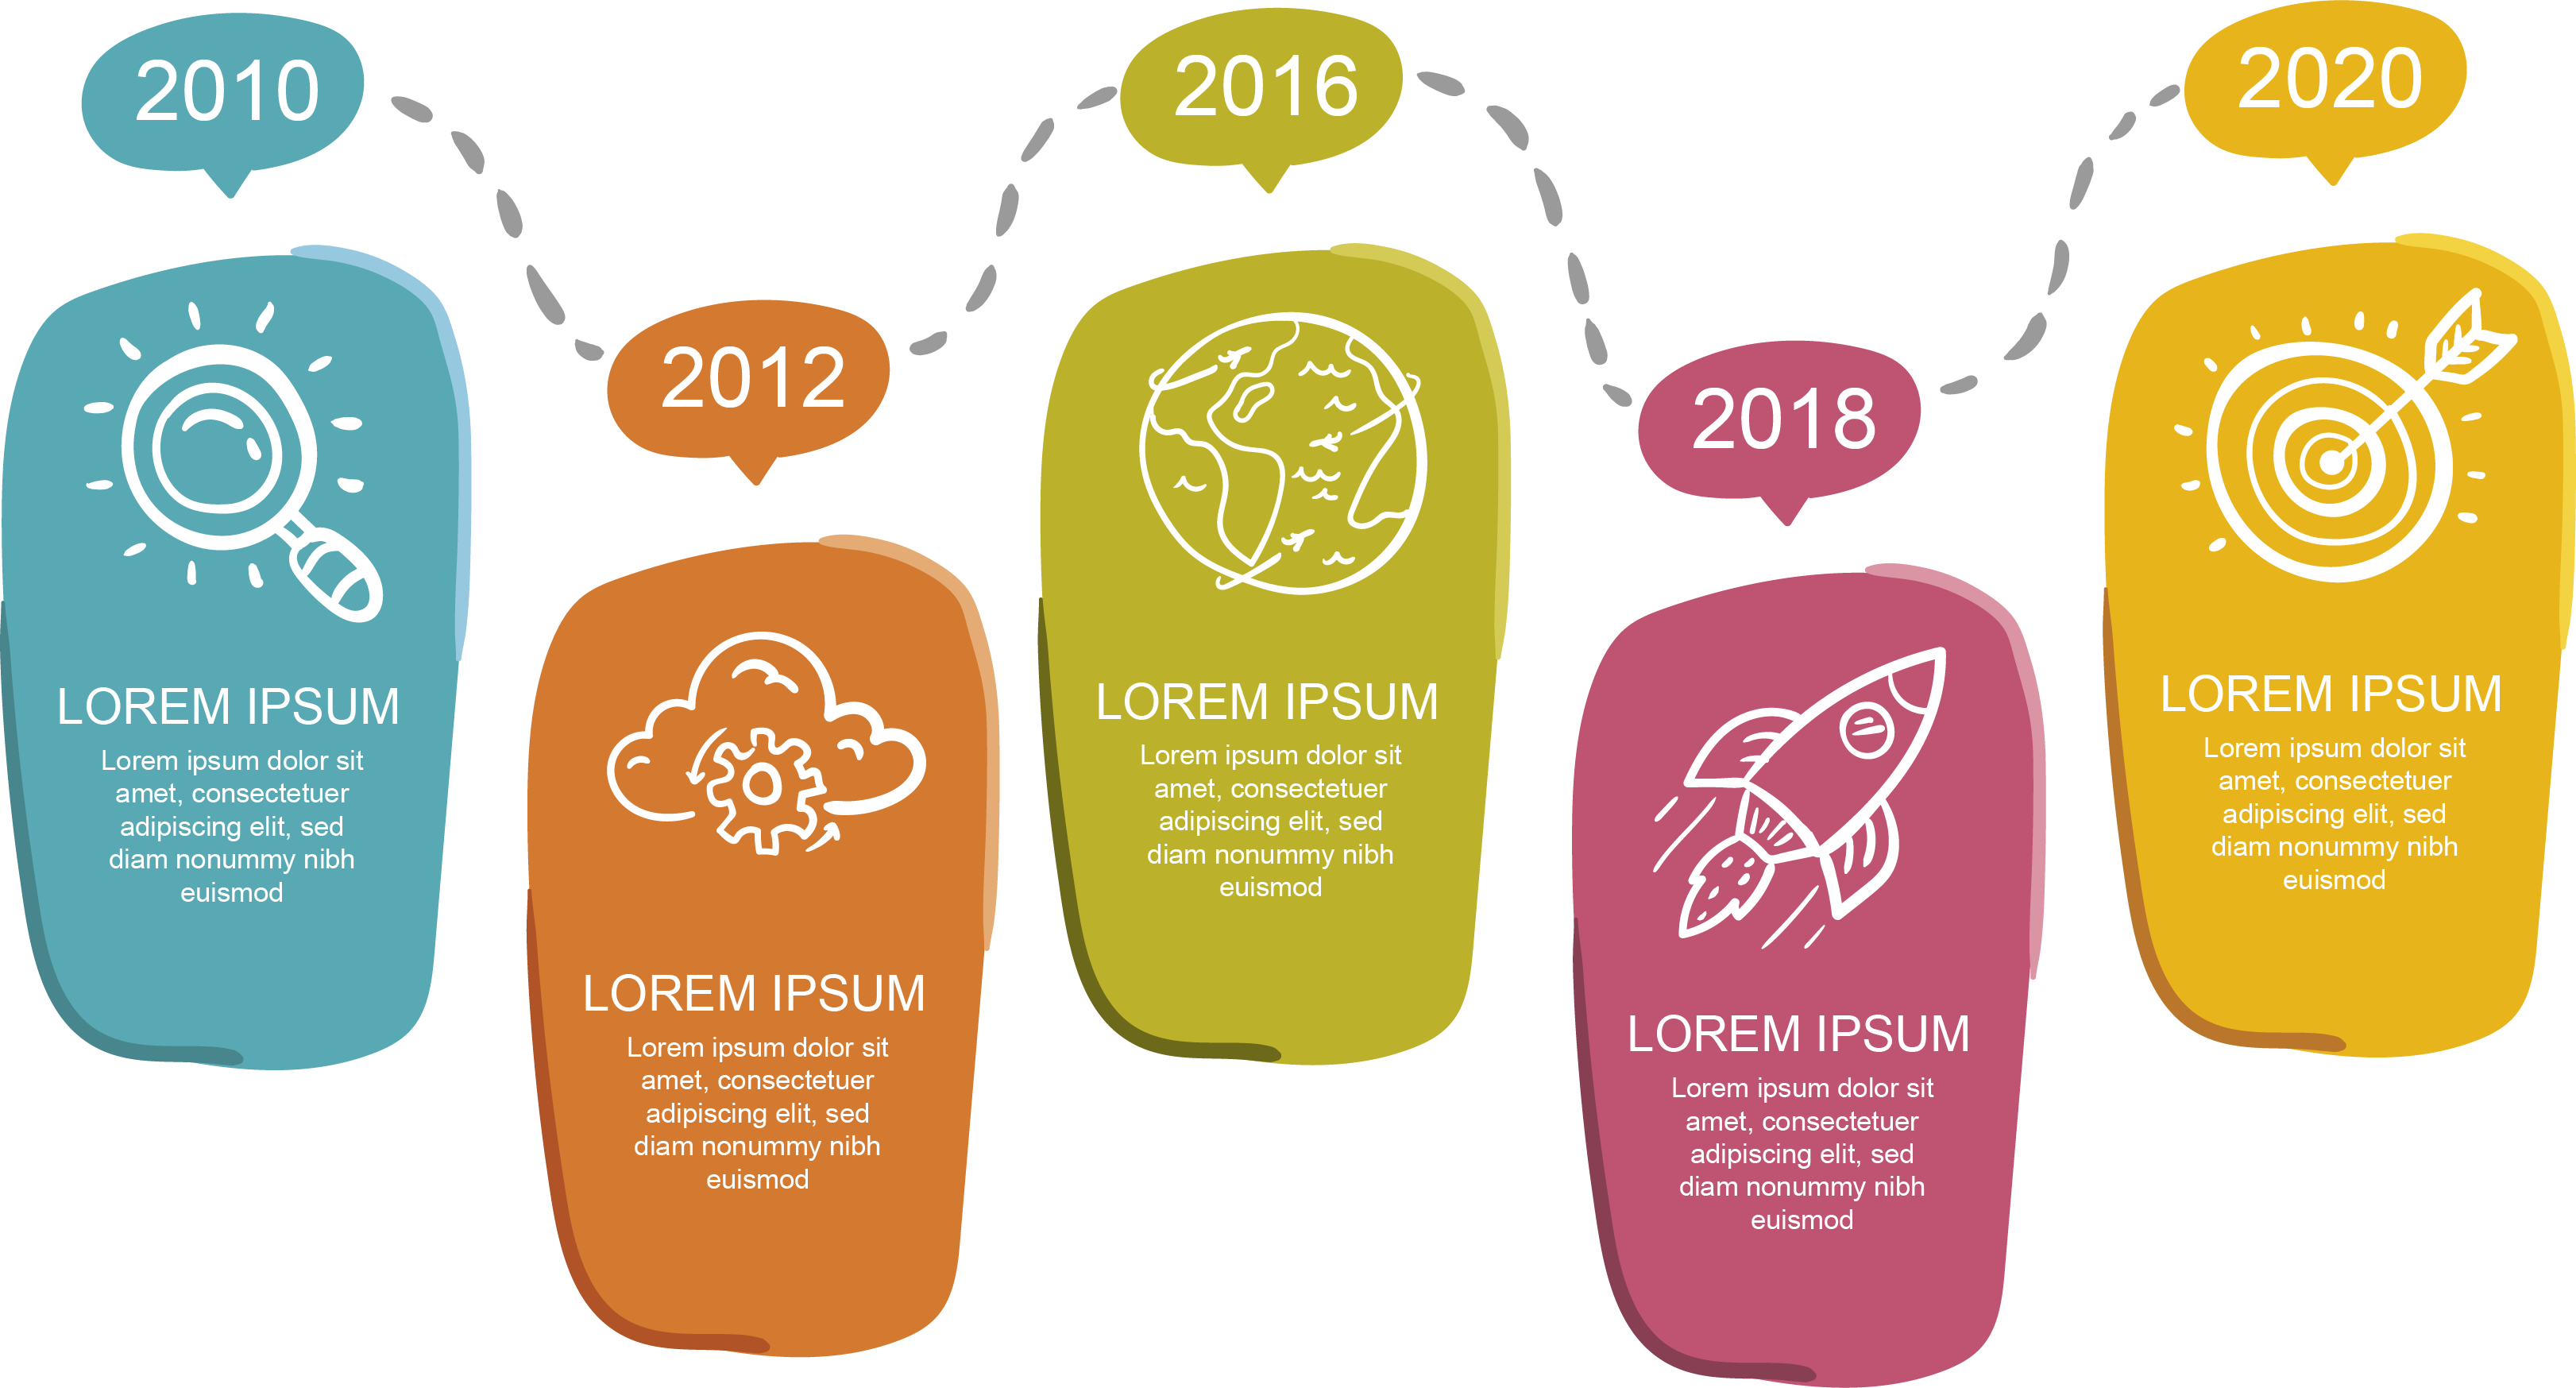 2010
LOREM IPSUM
Lorem ipsum dolor sit
amet, consectetuer
adipiscing elit, sed
diam nonummy nibh
euismod
2012
LOREM IPSUM
Lorem ipsum dolor sit
amet, consectetuer
adipiscing elit, sed
diam nonummy nibh
euismod
2016
LOREM IPSUM
Lorem ipsum dolor sit
amet, consectetuer
adipiscing elit, sed
diam nonummy nibh
euismod
2018
LOREM IPSUM
Lorem ipsum dolor sit
amet, consectetuer
adipiscing elit, sed
diam nonummy nibh
euismod
2020
LOREM IPSUM
Lorem ipsum dolor sit
amet, consectetuer
adipiscing elit, sed
diam nonummy nibh
euismod